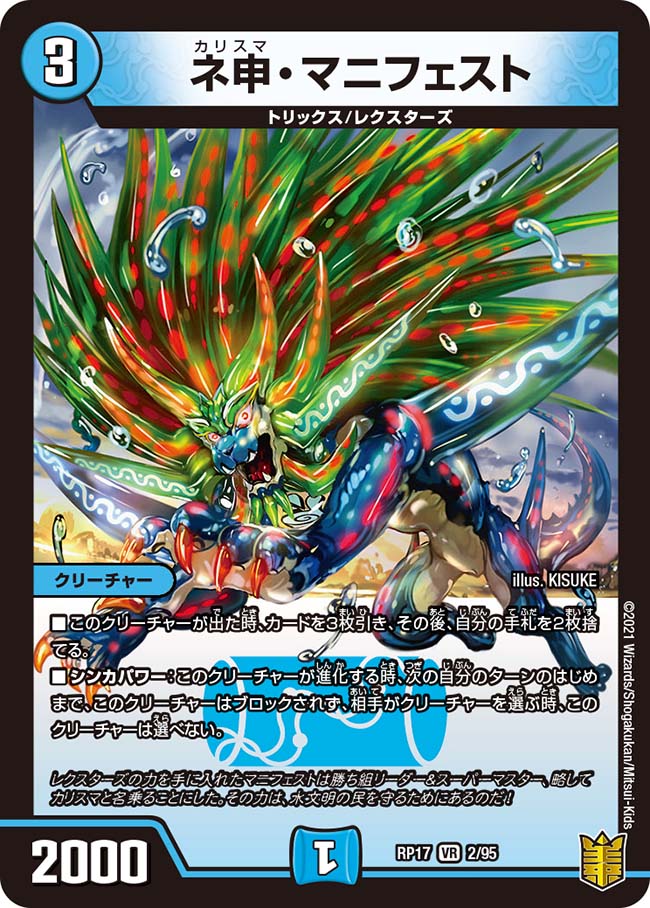 3
カリスマ
ネ申・マニフェスト
トリックス/レクスターズ
クリーチャー
illus. KISUKE
■このクリーチャーが出た時、カードを3枚引き、その後、自分の手札を2枚捨
てる。
■シンカパワー:このクリーチャーが進化する時、次の自分のターンのはじめ
まで、このクリーチャーはブロックされず、相手がクリーチャーを選ぶ時、この
クリーチャーは選べない。
レクスターズの力を手に入れたマニフェストは勝ち組リーダー&スーパーマスター、略して
カリスマと名乗ることにした。その力は、水文明の民を守るためにあるのだ!
©2021 Wizards/Shogakukan/Mitsui-Kids
2000
1
RP17 VR 2/95